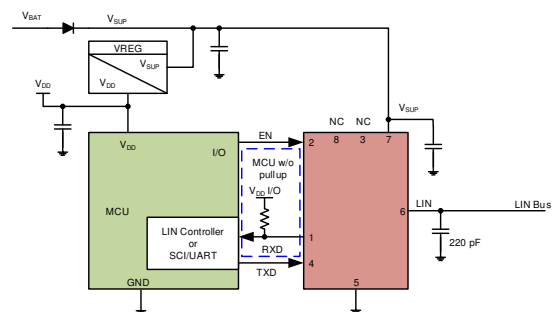 VBAT
VSUP
VREG
VSUP
VDD
VDD
VSUP
NC NC
EN
8 3 7
VDD
I/O
2
MCU w/o
pullup
VDD I/O
MCU
LIN
LIN Bus
6
LIN Controller
or
SCI/UART
1
220 pF
RXD
4
TXD
GND
5